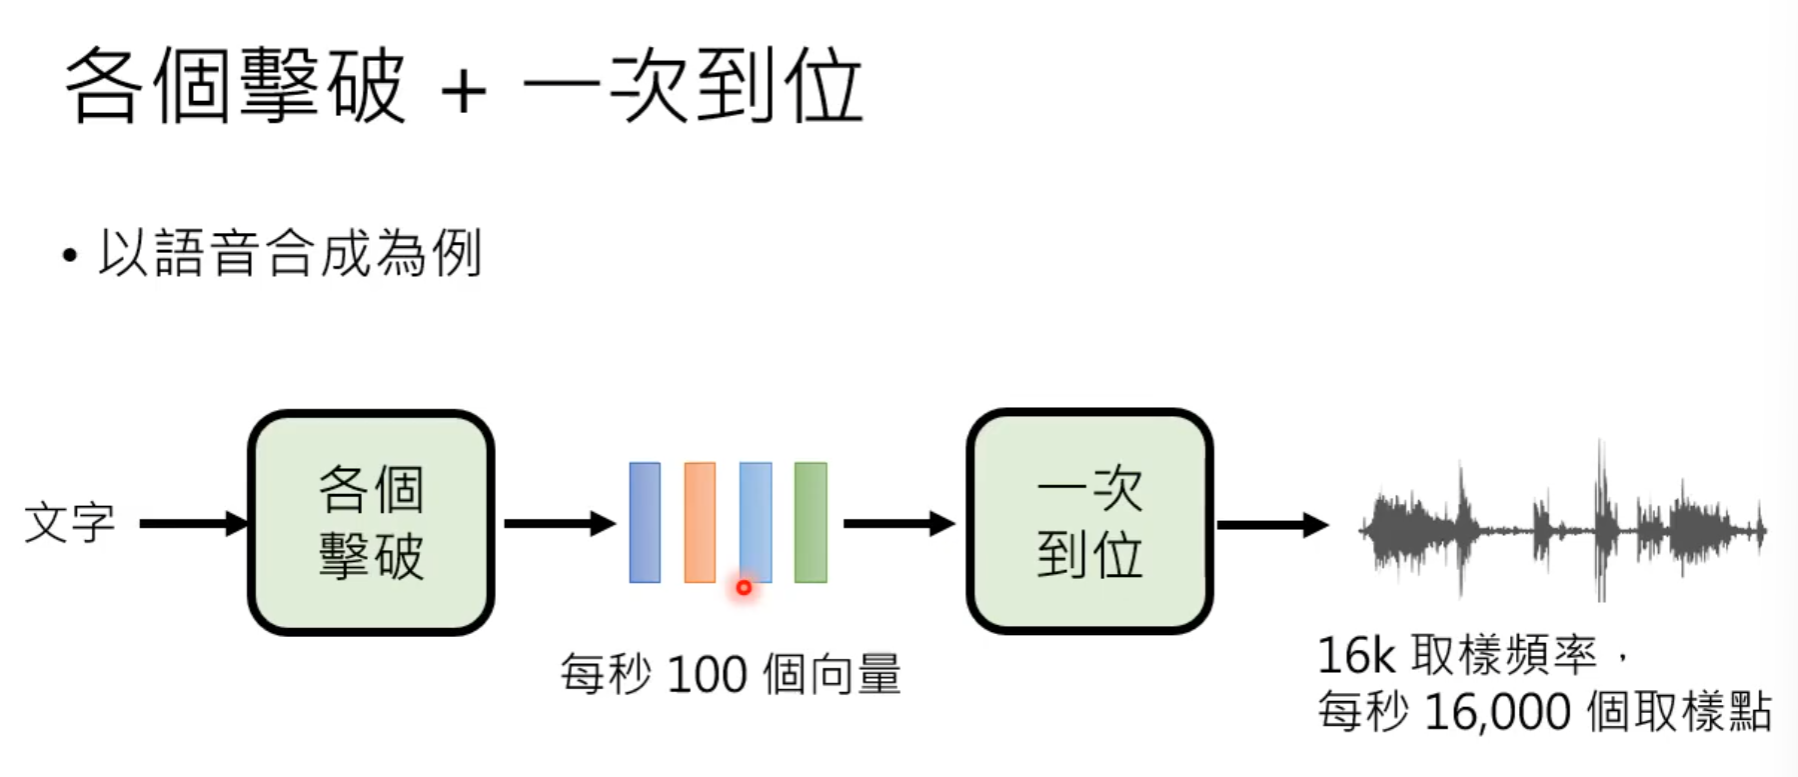 各個擊破 + 一次到位
• 以語音合成為例
文字
各個
擊破
每秒 100 個向量
一次
到位
16k 取樣頻率，
每秒 16,000 個取樣點